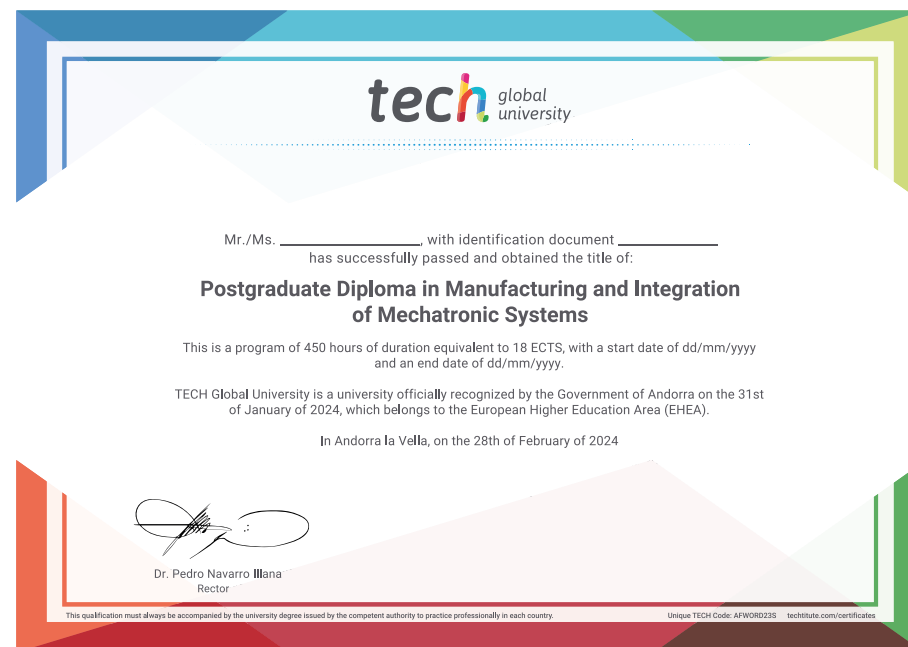 tech global
university
Mr./Ms. ____________, with identification document ____________
has successfully passed and obtained the title of:
Postgraduate Diploma in Manufacturing and Integration
of Mechatronic Systems
This is a program of 450 hours of duration equivalent to 18 ECTS, with a start date of dd/mm/yyyy
and an end date of dd/mm/yyyy.
TECH Global University is a university officially recognized by the Government of Andorra on the 31st
of January of 2024, which belongs to the European Higher Education Area (EHEA).
In Andorra la Vella, on the 28th of February of 2024
Dr. Pedro Navarro Illana
Rector
This qualification must always be accompanied by the university degree issued by the competent authority to practice professionally in each country.
Unique TECH Code: AFWORD23S techtitute.com/certificates